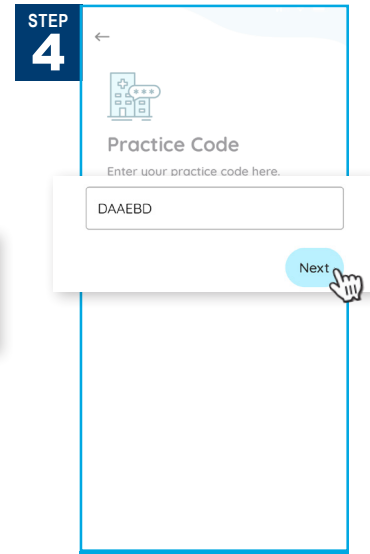 STEP
4
Practice Code
Enter your practice code here.
DAAEBD
Next